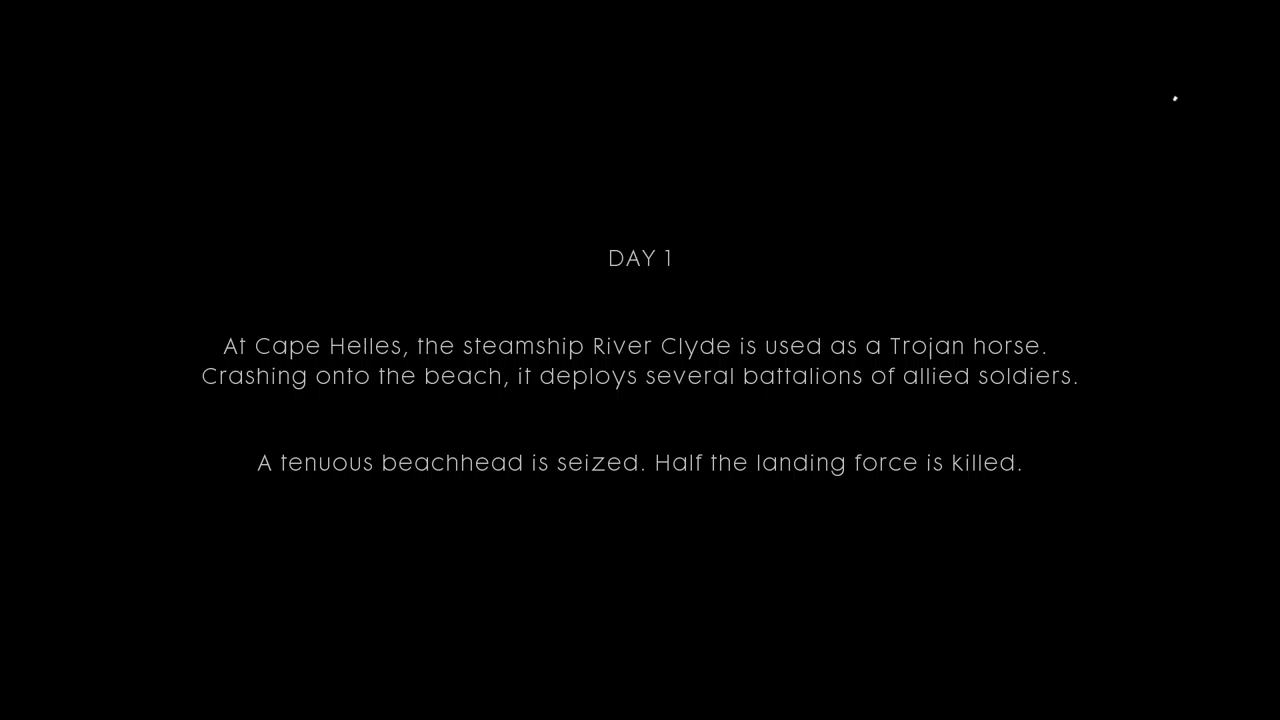 DAY 1
At Cape Helles, the steamship River Clyde is used as a Trojan horse.
Crashing onto the beach, it deploys several battalions of allied soldiers.
A tenuous beachhead is seized. Half the landing force is killed.